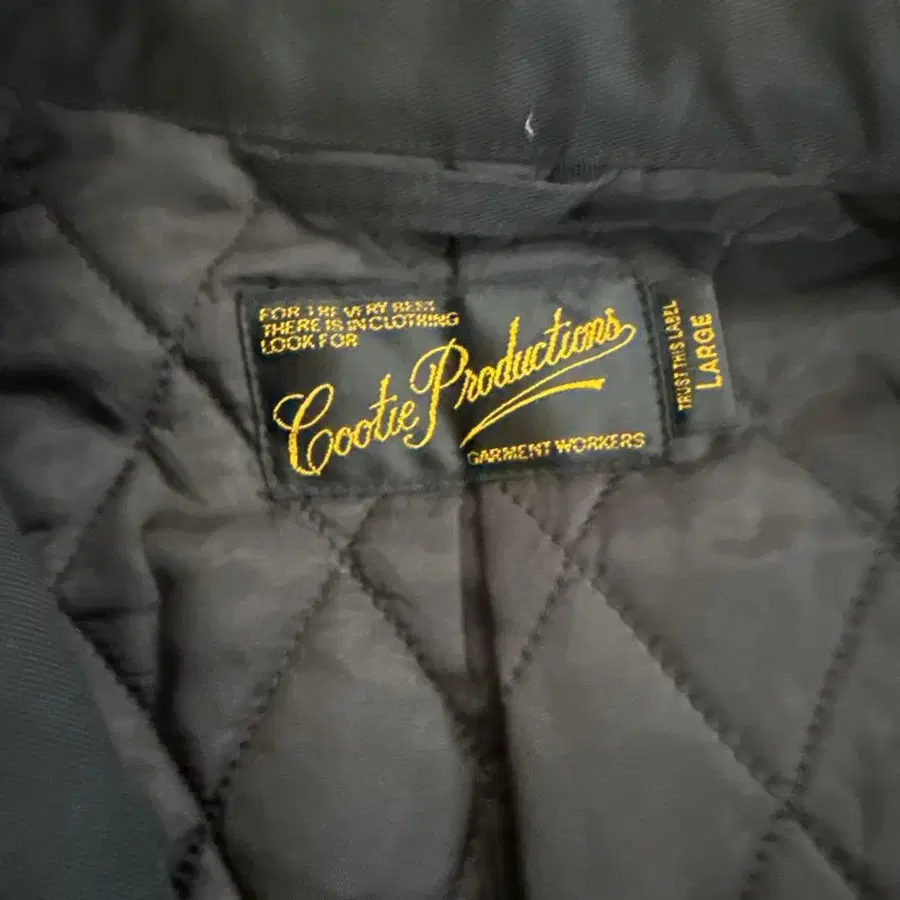 FOR THE VERY BEST
THERE IS IN CLOTHING
LOOK FOR
Cootie Productions
GARMENT WORKERS
TRUST THIS LABEL
LARGE